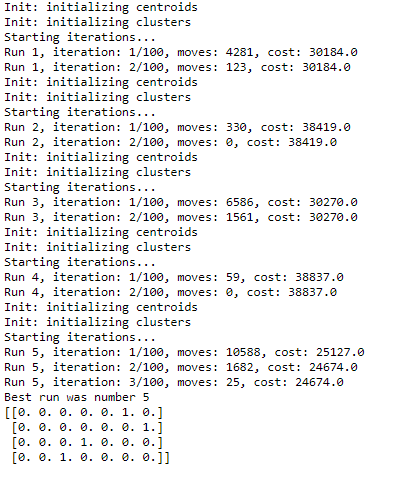 Init: initializing centroids
Init: initializing clusters
Starting iterations...
Run 1, iteration: 1/100, moves: 4281, cost: 30184.0
Run 1, iteration: 2/100, moves: 123, cost: 30184.0
Init: initializing centroids
Init: initializing clusters
Starting iterations...
Run 2, iteration: 1/100, moves: 330, cost: 38419.0
Run 2, iteration: 2/100, moves: 0, cost: 38419.0
Init: initializing centroids
Init: initializing clusters
Starting iterations...
Run 3, iteration: 1/100, moves: 6586, cost: 30270.0
Run 3, iteration: 2/100, moves: 1561, cost: 30270.0
Init: initializing centroids
Init: initializing clusters
Starting iterations...
Run 4, iteration: 1/100, moves: 59, cost: 38837.0
Run 4, iteration: 2/100, moves: 0, cost: 38837.0
Init: initializing centroids
Init: initializing clusters
Starting iterations...
Run 5, iteration: 1/100, moves: 10588, cost: 25127.0
Run 5, iteration: 2/100, moves: 1682, cost: 24674.0
Run 5, iteration: 3/100, moves: 25, cost: 24674.0
Best run was number 5
[[0. 0. 0. 0. 0. 1. 0.]
 [0. 0. 0. 0. 0. 0. 1.]
 [0. 0. 0. 1. 0. 0. 0.]
 [0. 0. 1. 0. 0. 0. 0.]]